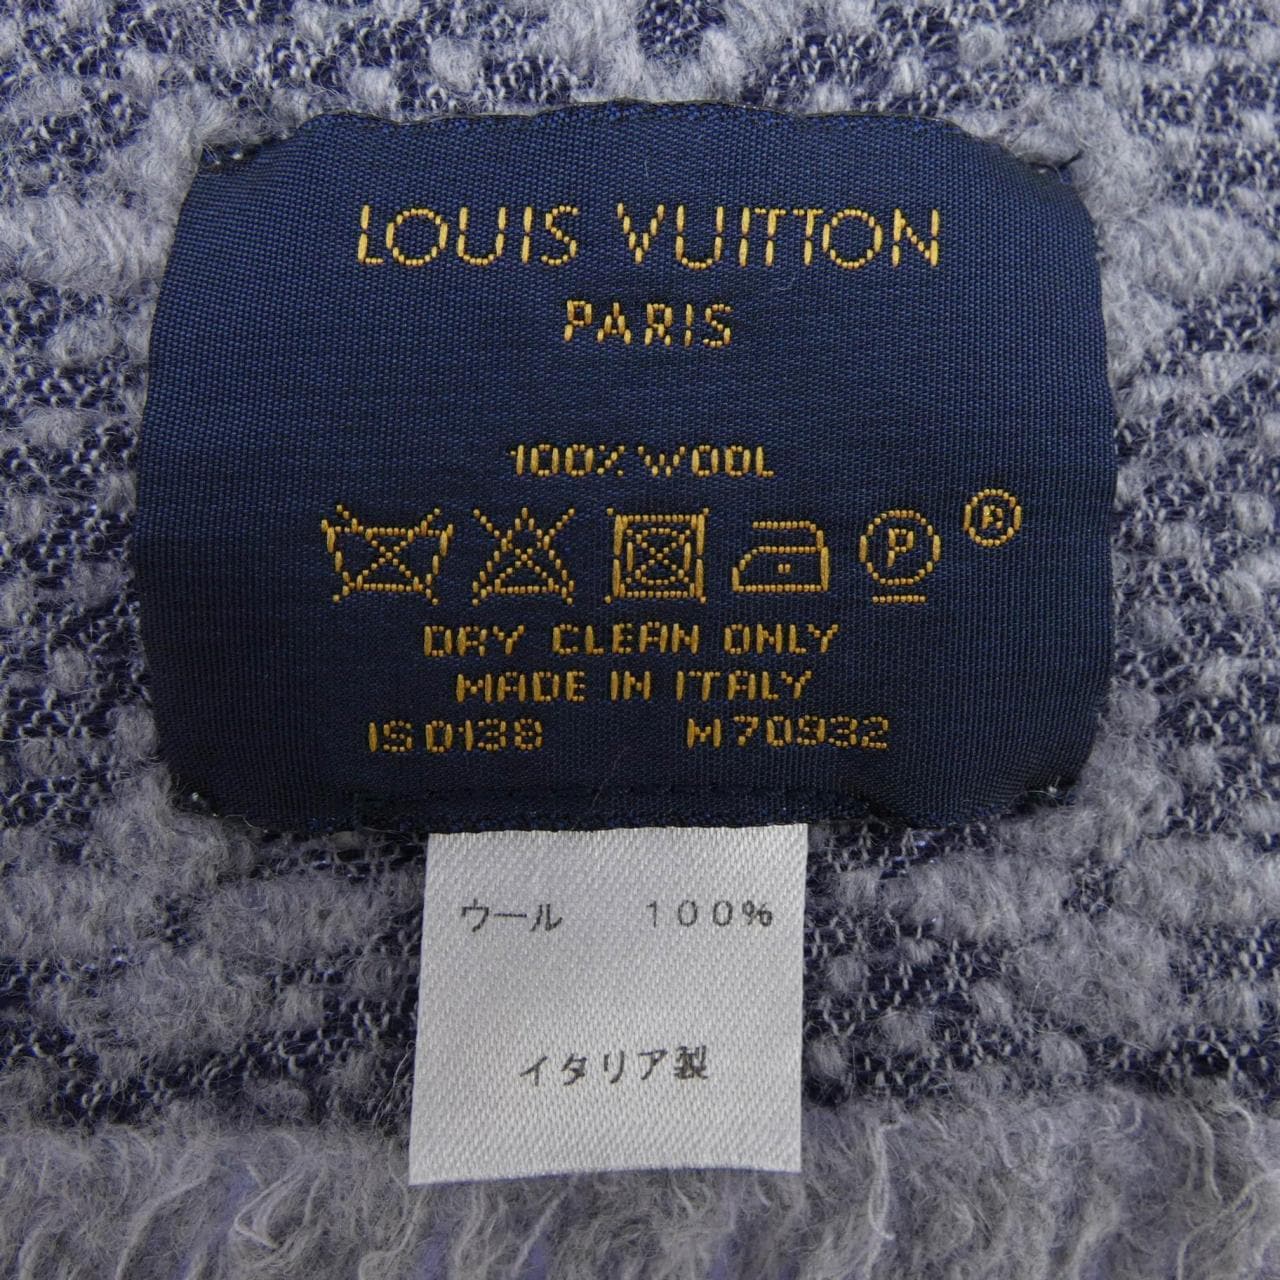 LOUIS VUITTON
PARIS
100% WOOL
P
®
DRY CLEAN ONLY
MADE IN ITALY
IS0138 M70932
ウール 100%
イタリア製